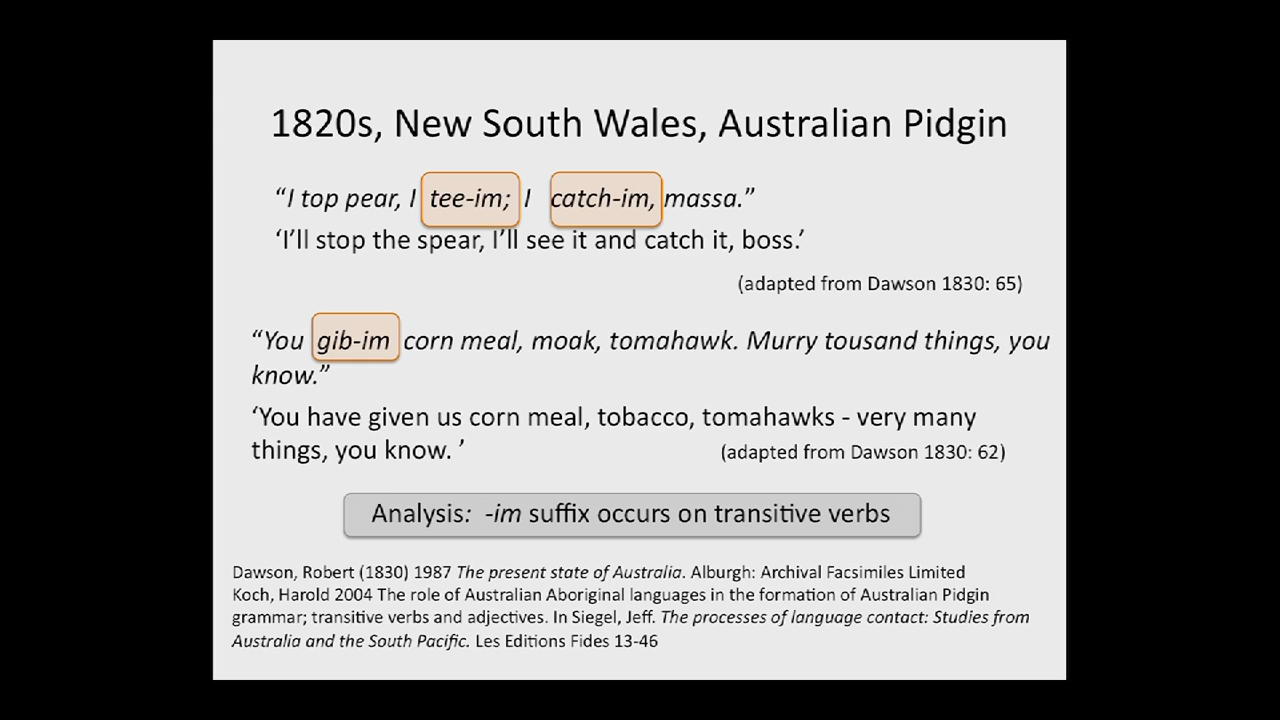 1820s, New South Wales, Australian Pidgin
“I top pear, I tee-im; I catch-im, massa.”
‘I’ll stop the spear, I’ll see it and catch it, boss.’
(adapted from Dawson 1830: 65)
“You gib-im corn meal, moak, tomahawk. Murry tousand things, you
know.”
‘You have given us corn meal, tobacco, tomahawks - very many
things, you know. ’ (adapted from Dawson 1830: 62)
Analysis: -im suffix occurs on transitive verbs
Dawson, Robert (1830) 1987 The present state of Australia. Alburgh: Archival Facsimiles Limited
Koch, Harold 2004 The role of Australian Aboriginal languages in the formation of Australian Pidgin
grammar; transitive verbs and adjectives. In Siegel, Jeff. The processes of language contact: Studies from
Australia and the South Pacific. Les Editions Fides 13-46